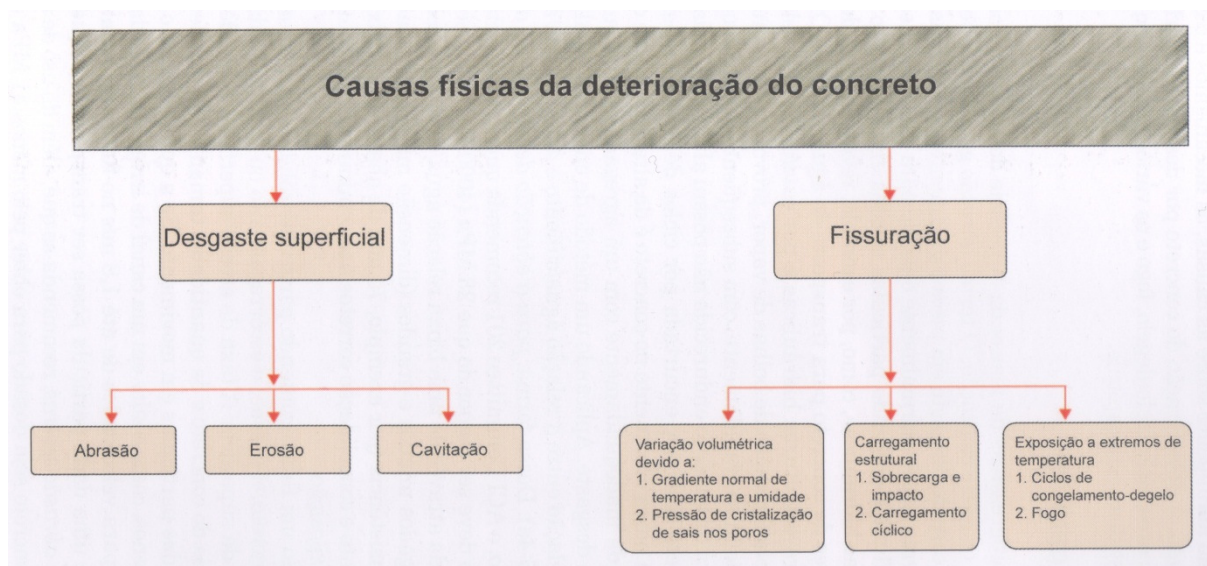 Causas físicas da deterioração do concreto
Desgaste superficial
Fissuração
Abrasão
Erosão
Cavitação
Variação volumétrica
devido a:
1. Gradiente normal de
temperatura e umidade
2. Pressão de cristalização
de sais nos poros
Carregamento
estrutural
1. Sobrecarga e
impacto
2. Carregamento
cíclico
Exposição a extremos de
temperatura
1. Ciclos de
congelamento-degelo
2. Fogo